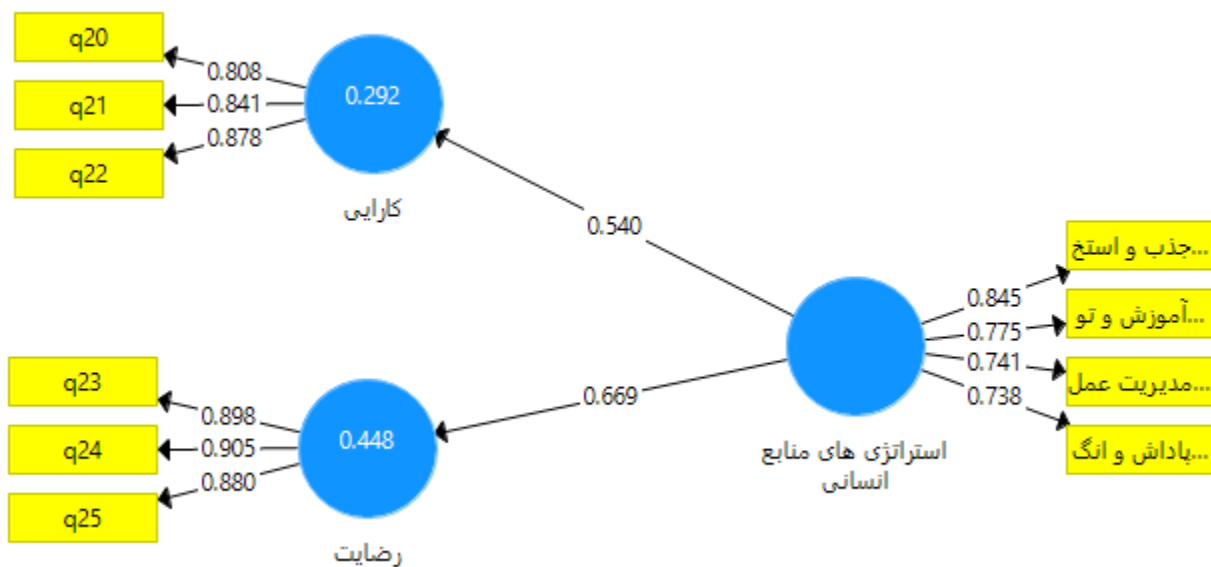 q20
q21
q22
0.808
0.841
0.878
0.292
کارایی
0.540
q23
q24
q25
0.898
0.905
0.880
0.448
رضایت
0.669
استراتژی های منابع
انسانی
0.845
0.775
0.741
0.738
جذب و استخ...
آموزش و تو...
مدیریت عمل...
پاداش و انگ...